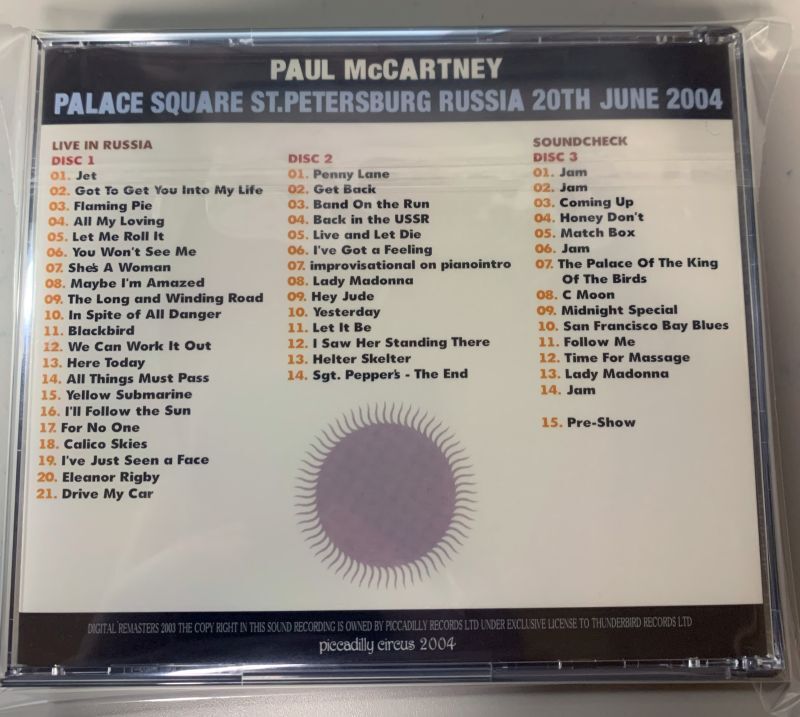 PAUL McCARTNEY
PALACE SQUARE ST.PETERSBURG RUSSIA 20TH JUNE 2004
LIVE IN RUSSIA
DISC 1
01. Jet
02. Got To Get You Into My Life
03. Flaming Pie
04. All My Loving
05. Let Me Roll It
06. You Won't See Me
07. She's A Woman
08. Maybe I'm Amazed
09. The Long and Winding Road
10. In Spite of All Danger
11. Blackbird
12. We Can Work It Out
13. Here Today
14. All Things Must Pass
15. Yellow Submarine
16. I'll Follow the Sun
17. For No One
18. Calico Skies
19. I've Just Seen a Face
20. Eleanor Rigby
21. Drive My Car
DISC 2
01. Penny Lane
02. Get Back
03. Band On the Run
04. Back in the USSR
05. Live and Let Die
06. I've Got a Feeling
07. improvisational on pianointro
08. Lady Madonna
09. Hey Jude
10. Yesterday
11. Let It Be
12. I Saw Her Standing There
13. Helter Skelter
14. Sgt. Pepper's - The End
SOUNDCHECK
DISC 3
01. Jam
02. Jam
03. Coming Up
04. Honey Don't
05. Match Box
06. Jam
07. The Palace Of The King
Of The Birds
08. C Moon
09. Midnight Special
10. San Francisco Bay Blues
11. Follow Me
12. Time For Massage
13. Lady Madonna
14. Jam
15. Pre-Show
DIGITAL REMASTERS 2003 THE COPY RIGHT IN THIS SOUND RECORDING IS OWNED BY PICCADILLY RECORDS LTD UNDER EXCLUSIVE LICENSE TO THUNDERBIRD RECORDS LTD
piccadilly circus 2004